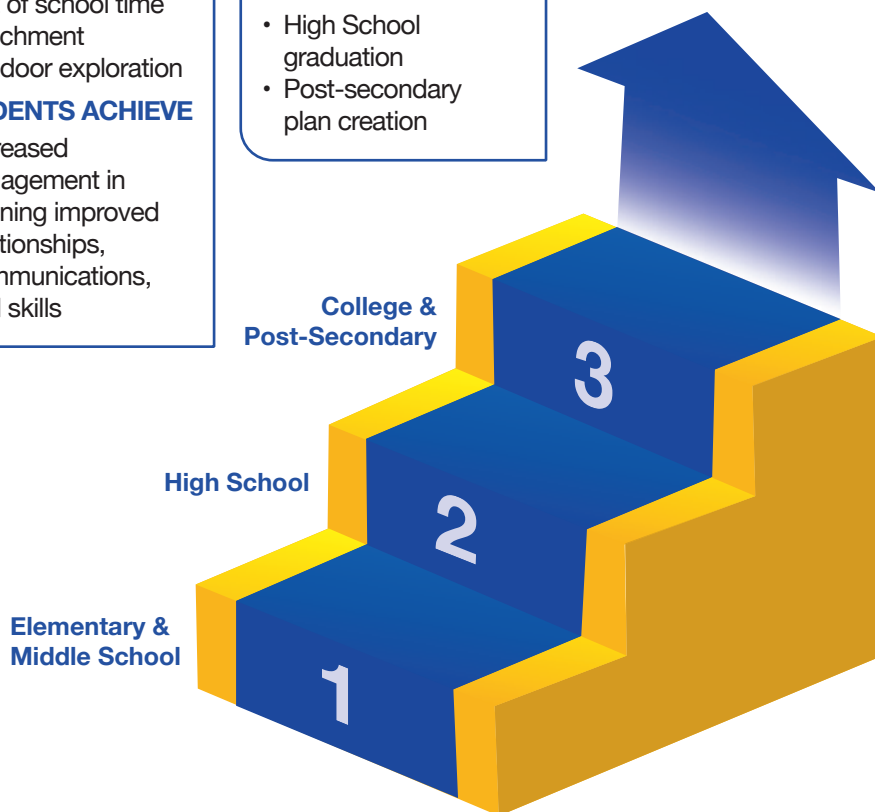 of school time
chment
door exploration
DENTS ACHIEVE
reased
agement in
ning improved
tionships,
mmunications,
skills
• High School
graduation
• Post-secondary
plan creation
College &
Post-Secondary
3
High School
2
Elementary &
Middle School
1